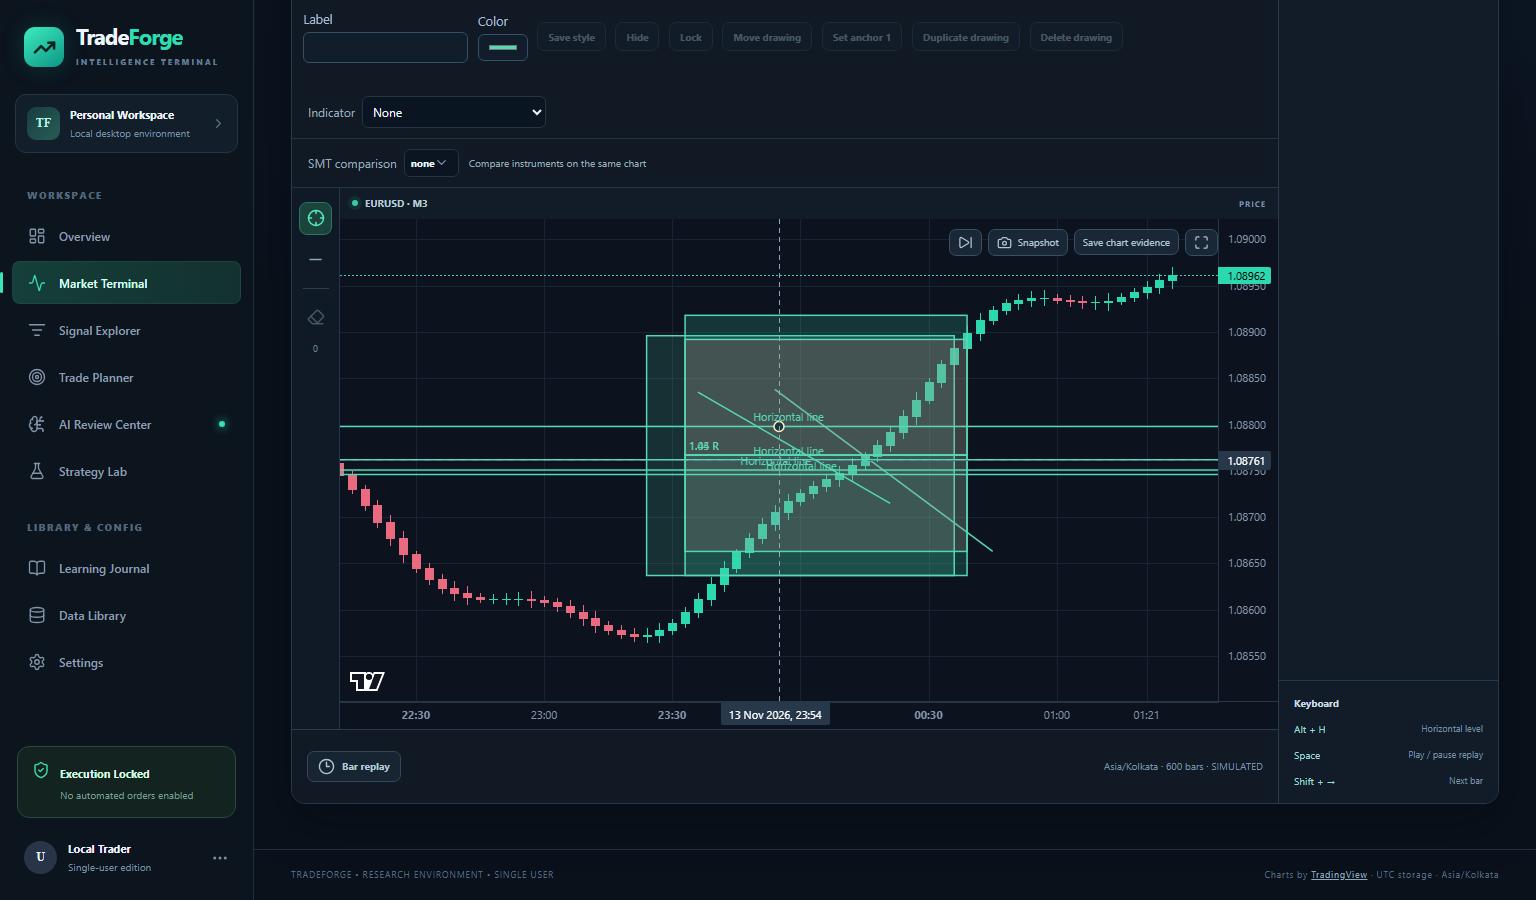 TradeForge
INTELLIGENCE TERMINAL
TF
Personal Workspace
Local desktop environment
WORKSPACE
Overview
Market Terminal
Signal Explorer
Trade Planner
AI Review Center
Strategy Lab
LIBRARY & CONFIG
Learning Journal
Data Library
Settings
Execution Locked
No automated orders enabled
U
Local Trader
Single-user edition
Label
Color
Save style
Hide
Lock
Move drawing
Set anchor 1
Duplicate drawing
Delete drawing
Indicator
None
SMT comparison
none
Compare instruments on the same chart
EURUSD · M3
PRICE
0
Snapshot
Save chart evidence
1.09000
1.08962
1.08950
1.08900
1.08850
1.08800
1.08761
1.08750
1.08700
1.08650
1.08600
1.08550
Horizontal line
Horizontal line
Horizontal line
Horizontal line
22:30
23:00
23:30
13 Nov 2026, 23:54
00:30
01:00
01:21
Bar replay
Asia/Kolkata · 600 bars · SIMULATED
Keyboard
Alt + H
Horizontal level
Space
Play / pause replay
Shift + →
Next bar
TRADEFORGE • RESEARCH ENVIRONMENT • SINGLE USER
Charts by TradingView · UTC storage · Asia/Kolkata